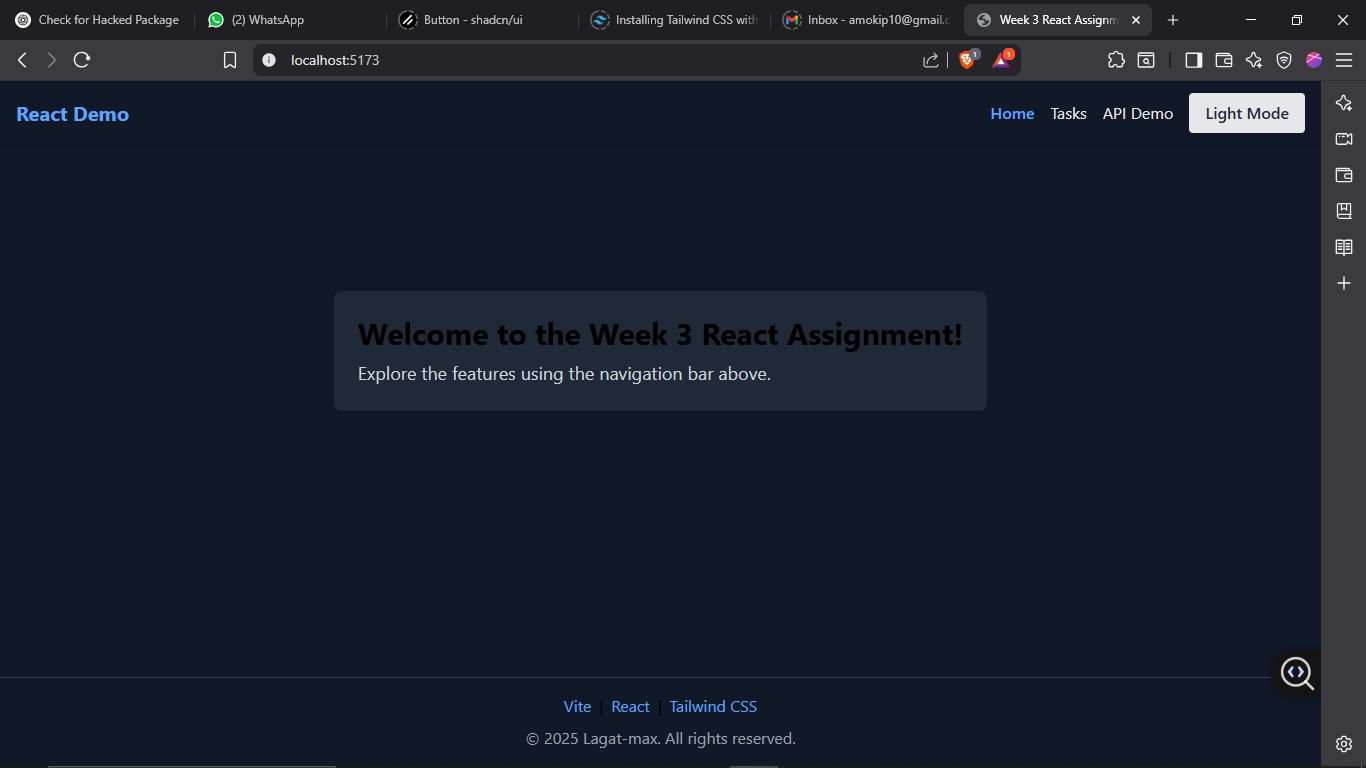 Check for Hacked Package
(2) WhatsApp
Button - shadcn/ui
Installing Tailwind CSS with
Inbox - amokip10@gmail.c
Week 3 React Assignm
localhost:5173
1
1
React Demo
Home
Tasks
API Demo
Light Mode
Welcome to the Week 3 React Assignment!
Explore the features using the navigation bar above.
Vite | React | Tailwind CSS
© 2025 Lagat-max. All rights reserved.